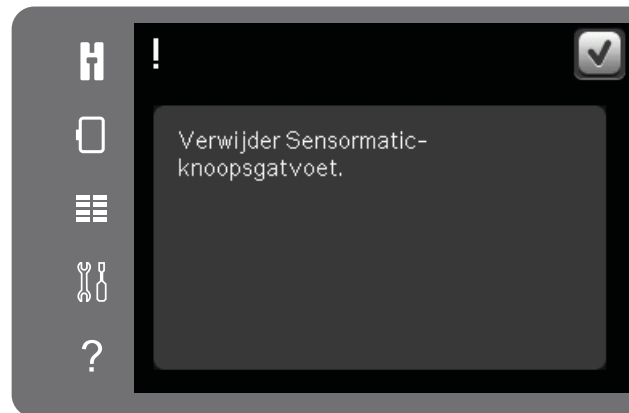 !
Verwijder Sensormatic-
knoopsgatvoet.
?